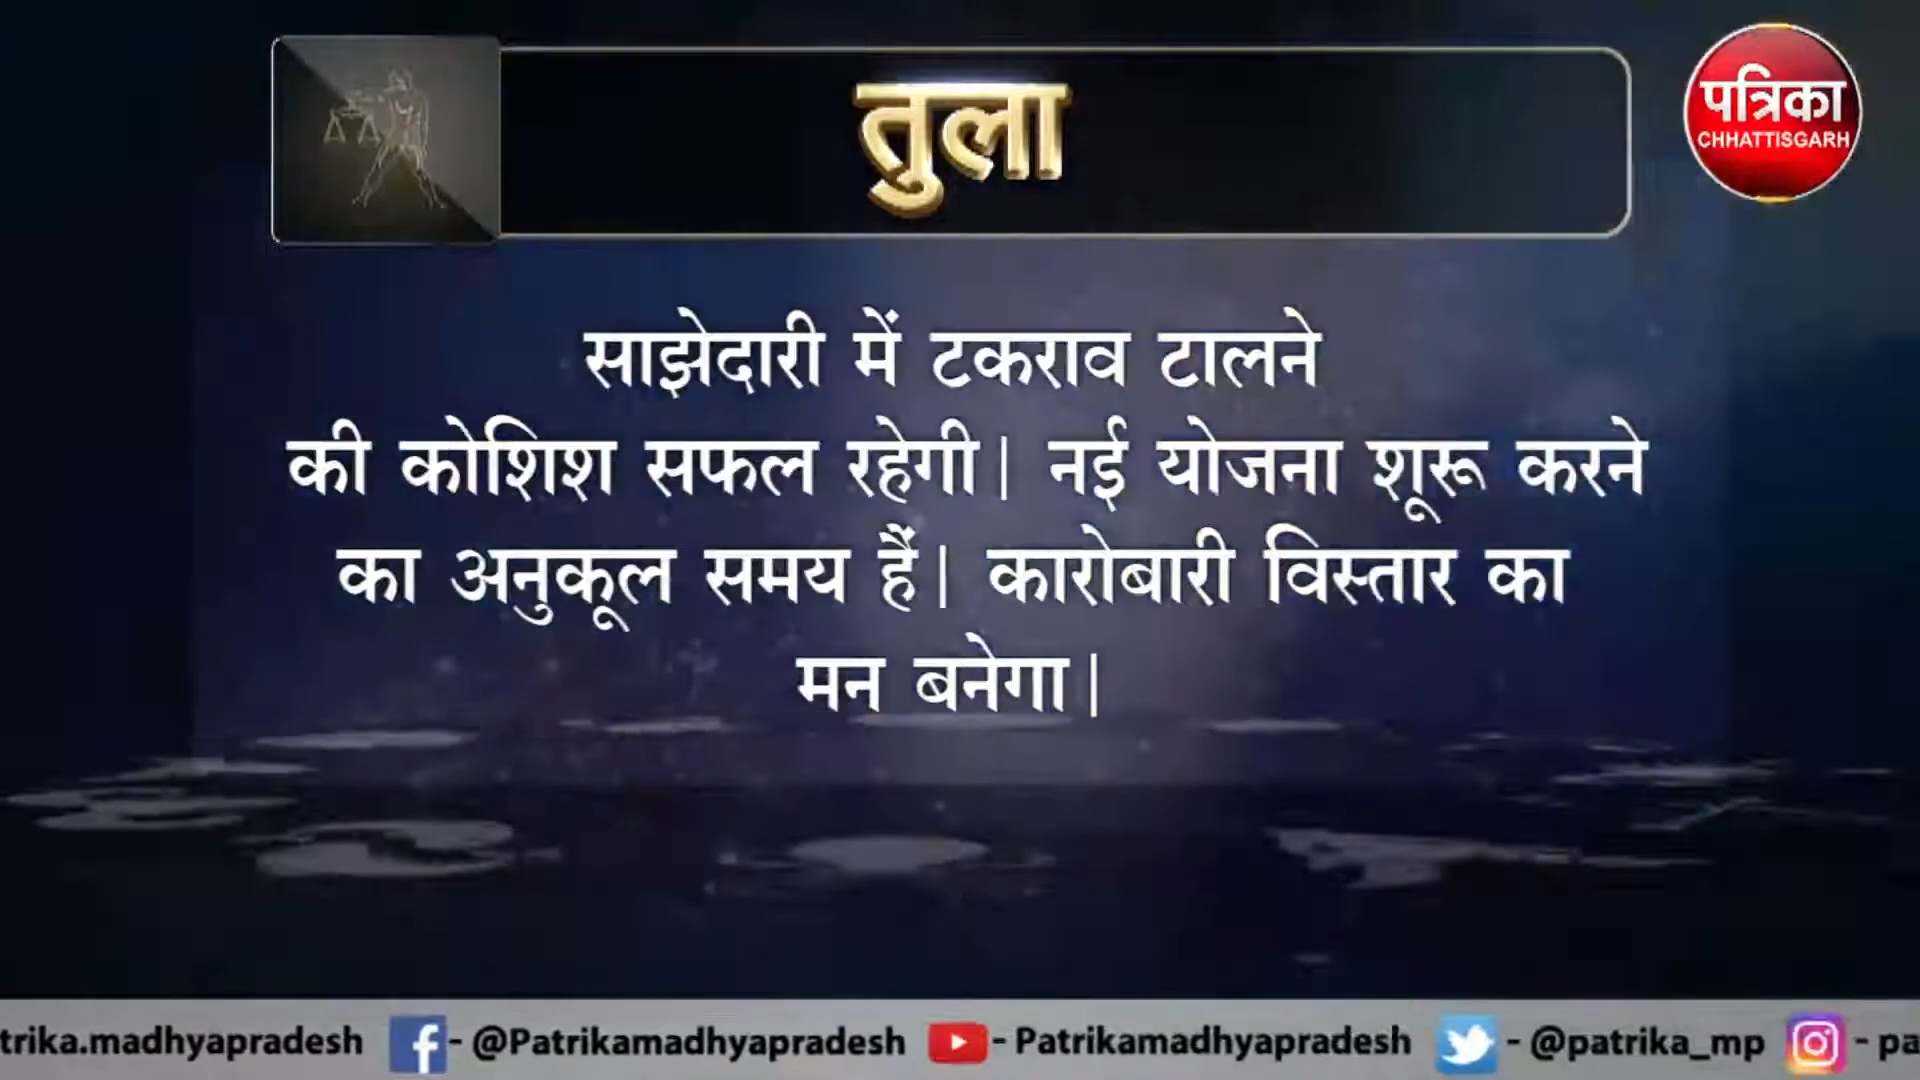 तुला
पत्रिका
CHHATTISGARH
साझेदारी में टकराव टालने
की कोशिश सफल रहेगी। नई योजना शूरू करने
का अनुकूल समय हैं। कारोबारी विस्तार का
मन बनेगा।
trika.madhyapradesh - @Patrikamadhyapradesh - Patrikamadhyapradesh - @patrika_mp - pa